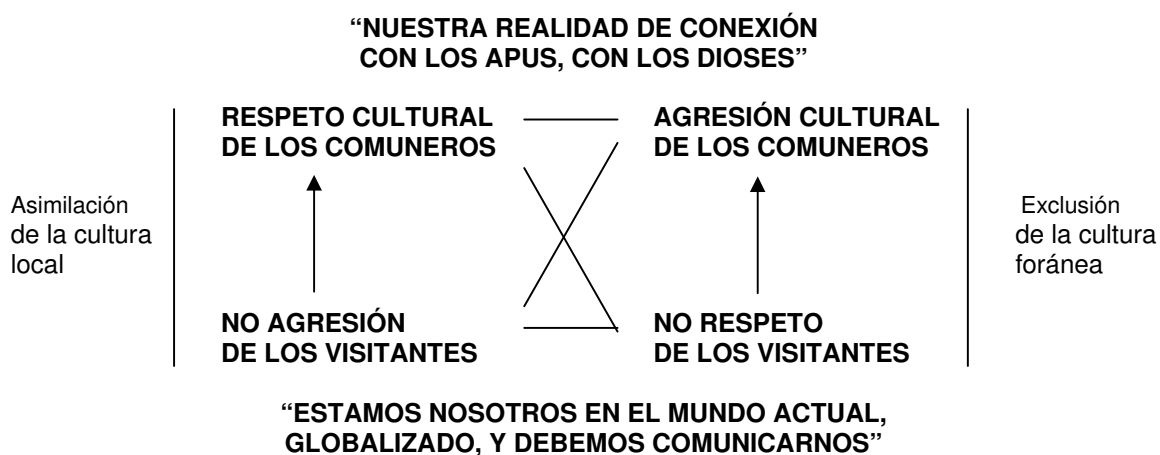 “NUESTRA REALIDAD DE CONEXIÓN
CON LOS APUS, CON LOS DIOSES”
RESPETO CULTURAL
DE LOS COMUNEROS
AGRESIÓN CULTURAL
DE LOS COMUNEROS
Asimilación
de la cultura
local
Exclusión
de la cultura
foránea
NO AGRESIÓN
DE LOS VISITANTES
NO RESPETO
DE LOS VISITANTES
“ESTAMOS NOSOTROS EN EL MUNDO ACTUAL,
GLOBALIZADO, Y DEBEMOS COMUNICARNOS”